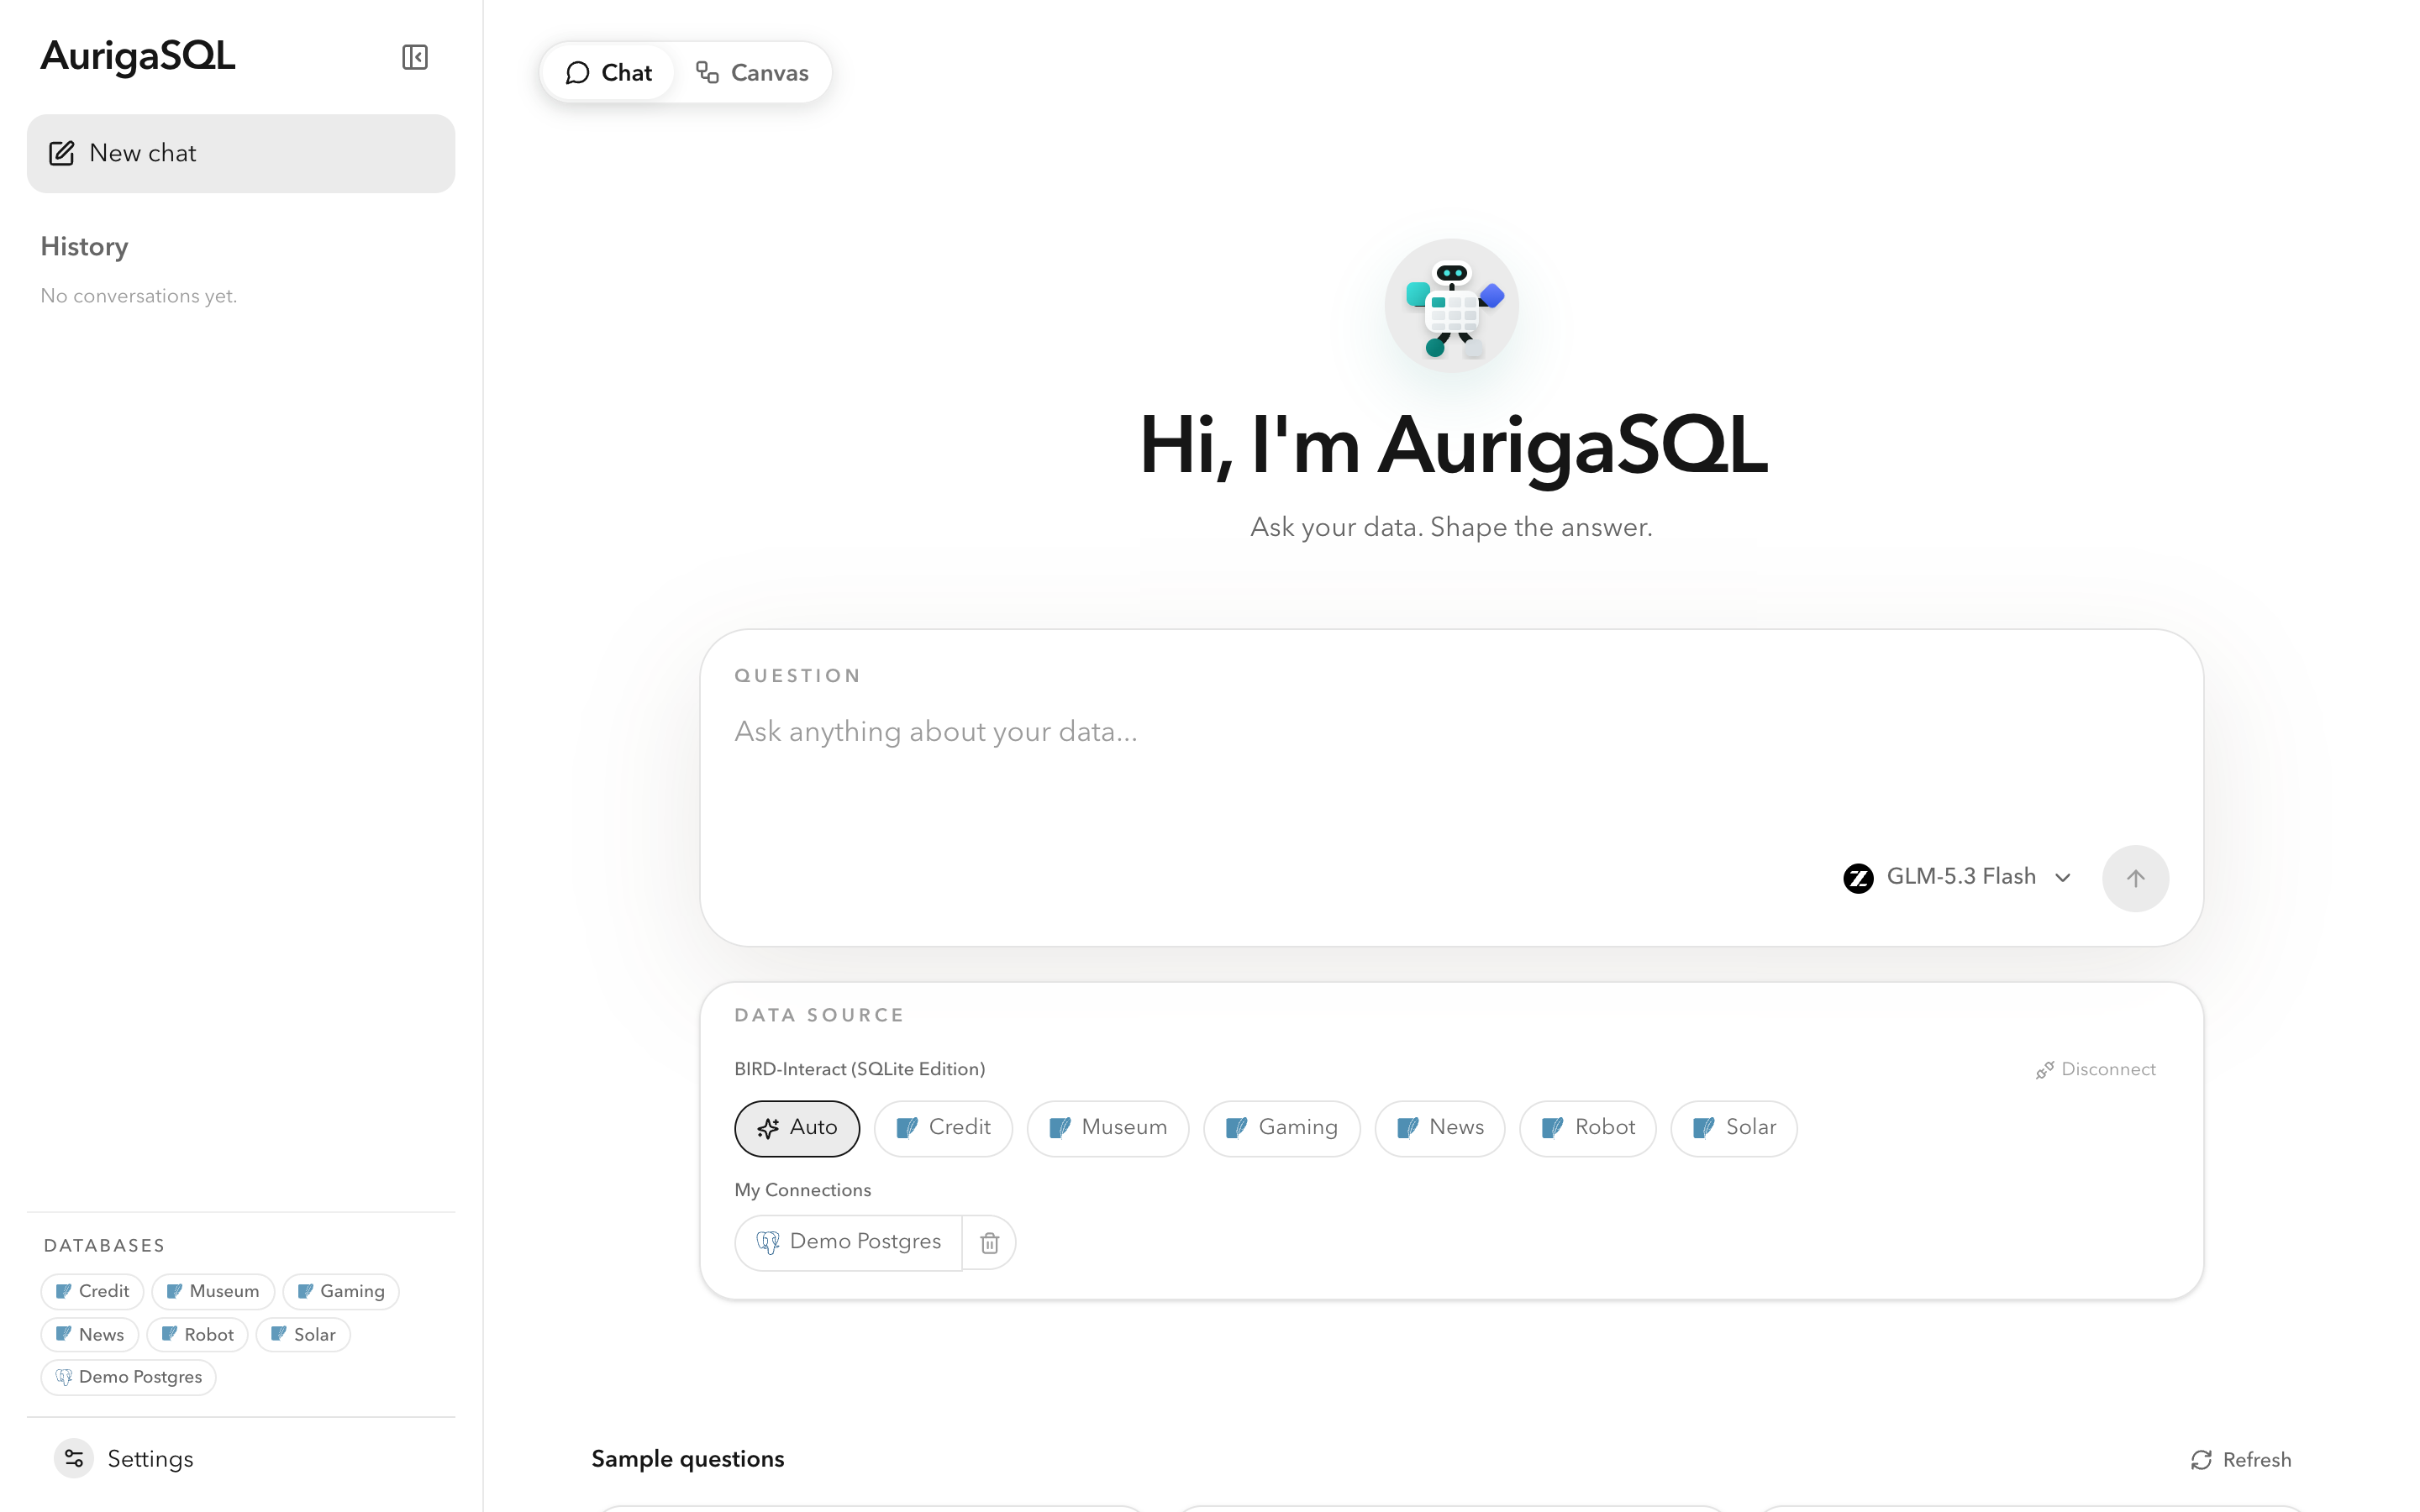 AurigaSQL
New chat
History
No conversations yet.
DATABASES
Credit
Museum
Gaming
News
Robot
Solar
Demo Postgres
Settings
Chat
Canvas
Hi, I'm AurigaSQL
Ask your data. Shape the answer.
QUESTION
Ask anything about your data...
GLM-5.3 Flash
DATA SOURCE
BIRD-Interact (SQLite Edition)
Disconnect
Auto
Credit
Museum
Gaming
News
Robot
Solar
My Connections
Demo Postgres
Sample questions
Refresh